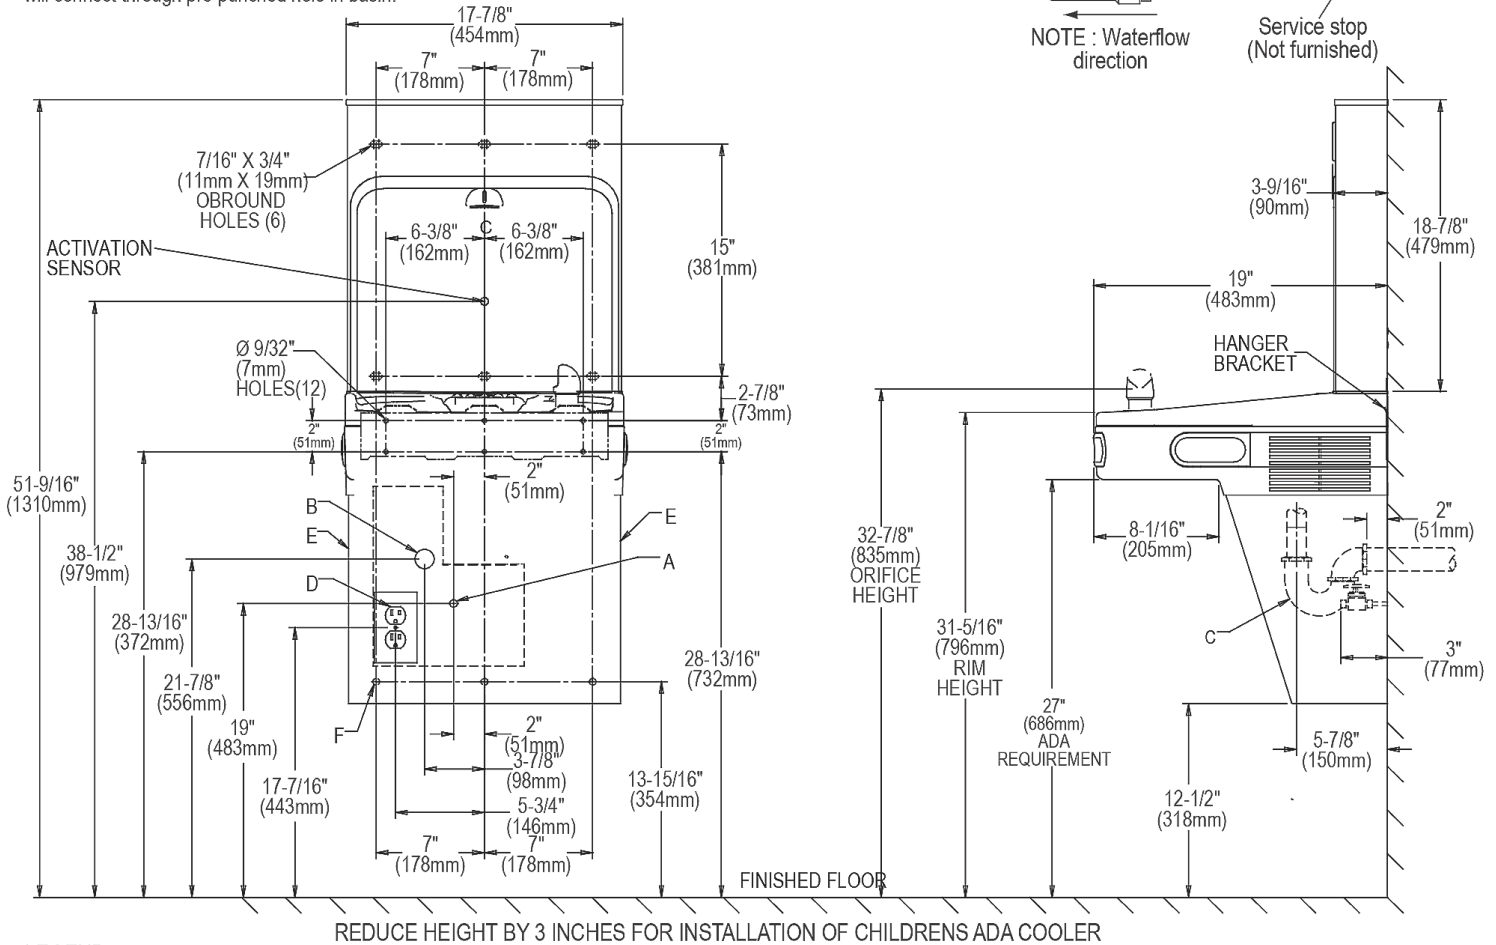 will connect through pre-punched hole in basin.
17-7/8"
(454mm)
7"
(178mm)
7"
(178mm)
NOTE : Waterflow
direction
Service stop
(Not furnished)
7/16" X 3/4"
(11mm X 19mm)
OBROUND
HOLES (6)
C
6-3/8"
(162mm)
6-3/8"
(162mm)
ACTIVATION
SENSOR
15"
(381mm)
3-9/16"
(90mm)
18-7/8"
(479mm)
19"
(483mm)
HANGER
BRACKET
Ø 9/32"
(7mm)
HOLES(12)
2-7/8"
(73mm)
2"
(51mm)
2"
(51mm)
2"
(51mm)
51-9/16"
(1310mm)
B
E
E
A
D
38-1/2"
(979mm)
32-7/8"
(835mm)
ORIFICE
HEIGHT
8-1/16"
(205mm)
2"
(51mm)
28-13/16"
(372mm)
31-5/16"
(796mm)
RIM
HEIGHT
C
3"
(77mm)
21-7/8"
(556mm)
28-13/16"
(732mm)
27"
(686mm)
ADA
REQUIREMENT
19"
(483mm)
F
2"
(51mm)
3-7/8"
(98mm)
5-7/8"
(150mm)
17-7/16"
(443mm)
13-15/16"
(354mm)
5-3/4"
(146mm)
12-1/2"
(318mm)
7"
(178mm)
7"
(178mm)
FINISHED FLOOR
REDUCE HEIGHT BY 3 INCHES FOR INSTALLATION OF CHILDRENS ADA COOLER